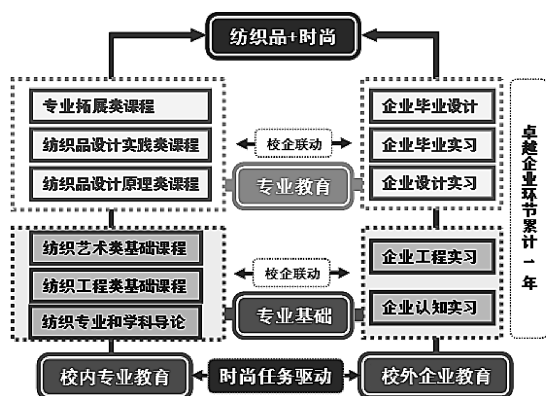 纺织品+时尚
专业拓展类课程
纺织品设计实践类课程
纺织品设计原理类课程
校企联动
专业教育
企业毕业设计
企业毕业实习
企业设计实习
卓越企业环节累计1年
纺织艺术类基础课程
纺织工程类基础课程
纺织专业和学科导论
校企联动
专业基础
企业工程实习
企业认知实习
校内专业教育
时尚任务驱动
校外企业教育